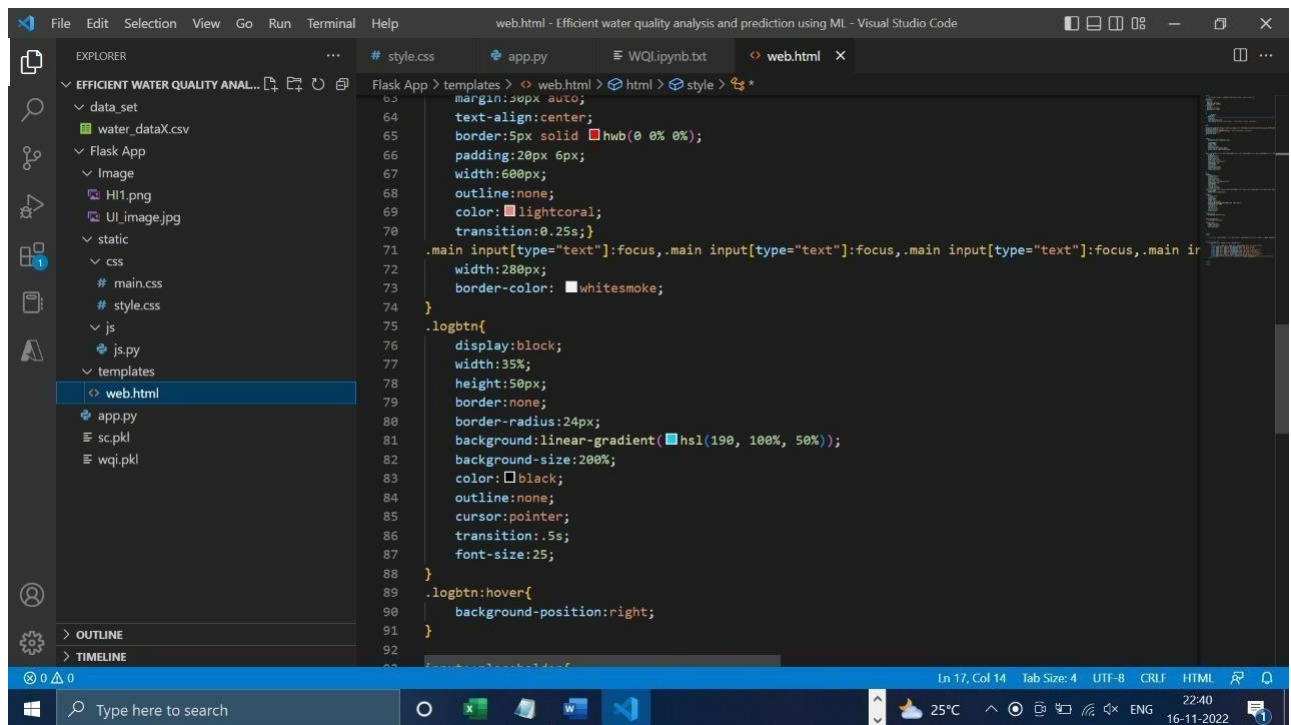 File Edit Selection View Go Run Terminal Help web.html - Efficient water quality analysis and prediction using ML - Visual Studio Code
EXPLORER
# style.css app.py WQI.ipynb.txt web.html
EFFICIENT WATER QUALITY ANAL...
Flask App > templates > web.html > html > style > *
data_set
water_dataX.csv
Flask App
Image
HI1.png
UI_image.jpg
static
css
# main.css
# style.css
js
js.py
templates
web.html
app.py
sc.pkl
wqi.pkl
OUTLINE
TIMELINE
63 margin:30px auto;
64 text-align:center;
65 border:5px solid hwb(0 0% 0%);
66 padding:20px 6px;
67 width:600px;
68 outline:none;
69 color: lightcoral;
70 transition:0.25s;}
71 .main input[type="text"]:focus,.main input[type="text"]:focus,.main input[type="text"]:focus,.main in
72 width:280px;
73 border-color: whitesmoke;
74 }
75 .logbtn{
76 display:block;
77 width:35%;
78 height:50px;
79 border:none;
80 border-radius:24px;
81 background:linear-gradient( hsl(190, 100%, 50%));
82 background-size:200%;
83 color: black;
84 outline:none;
85 cursor:pointer;
86 transition:.5s;
87 font-size:25;
88 }
89 .logbtn:hover{
90 background-position:right;
91 }
92
0 0 Ln 17, Col 14 Tab Size: 4 UTF-8 CRLF HTML
Type here to search 25°C ENG 22:40
16-11-2022
1